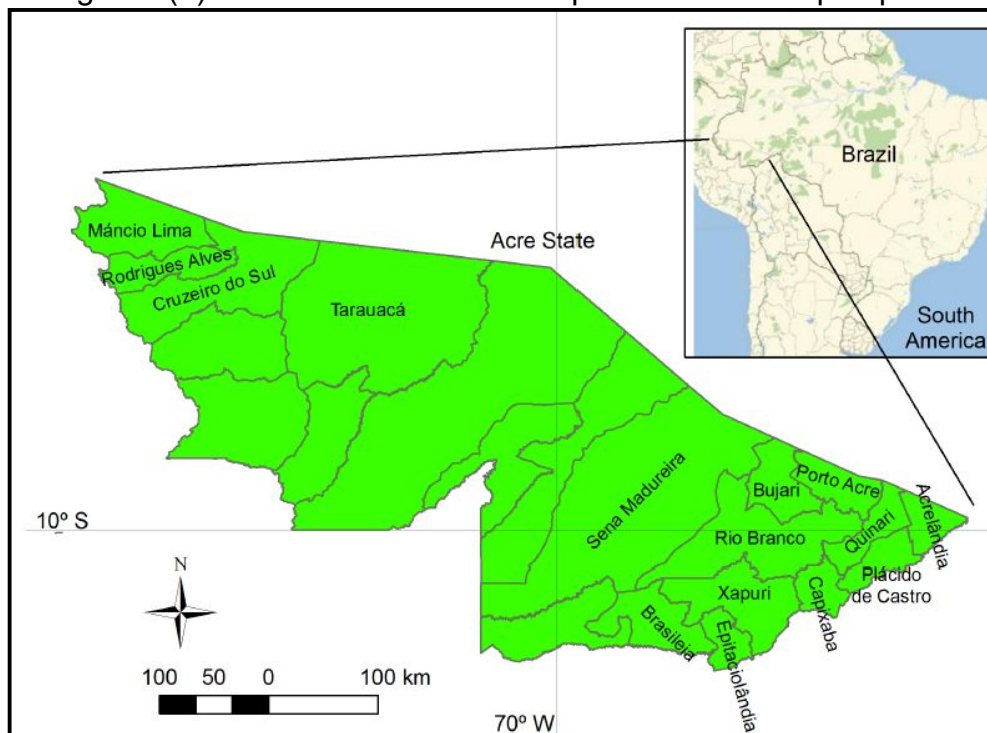 Brazil
South
America
Acre State
Máncio Lima
Rodrigues Alves
Cruzeiro do Sul
Tarauacá
Sena Madureira
Bujari
Porto Acre
Acrelândia
Quinari
10º S
Rio Branco
Plácido
de Castro
Xapuri
Capixaba
Brasileia
Epitaciolândia
N
100 50 0 100 km
70º W